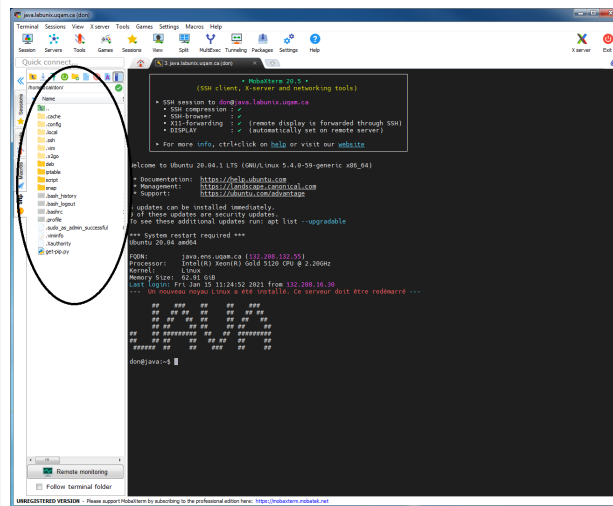 java.labunix.uqam.ca (don)
Terminal Sessions View X server Tools Games Settings Macros Help
Session Servers Tools Games Sessions View Split MultiExec Tunneling Packages Settings Help X server Exit
Quick connect...
3. java.labunix.uqam.ca (don)
Name
..
.cache
.config
.local
.ssh
.vim
.x2go
deb
iptable
script
snap
.bash_history
.bash_logout
.bashrc
.profile
.sudo_as_admin_successful
.viminfo
.Xauthority
get-pip.py
Sessions
Macros
Remote monitoring
Follow terminal folder
• MobaXterm 20.5 •
(SSH client, X-server and networking tools)
▸ SSH session to don@java.labunix.uqam.ca
• SSH compression : ✔
• SSH-browser : ✔
• X11-forwarding : ✔ (remote display is forwarded through SSH)
• DISPLAY : ✔ (automatically set on remote server)
▸ For more info, ctrl+click on help or visit our website
Welcome to Ubuntu 20.04.1 LTS (GNU/Linux 5.4.0-59-generic x86_64)
* Documentation: https://help.ubuntu.com
* Management: https://landscape.canonical.com
* Support: https://ubuntu.com/advantage
updates can be installed immediately.
of these updates are security updates.
To see these additional updates run: apt list --upgradable
*** System restart required ***
Ubuntu 20.04 amd64
FQDN: java.ens.uqam.ca (132.208.132.55)
Processor: Intel(R) Xeon(R) Gold 5120 CPU @ 2.20GHz
Kernel: Linux
Memory Size: 62.91 GiB
Last login: Fri Jan 15 11:24:52 2021 from 132.208.16.30
--- Un nouveau noyau Linux a été installé. Ce serveur doit être redémarré ---
don@java:~$
UNREGISTERED VERSION - Please support MobaXterm by subscribing to the professional edition here: https://mobaxterm.mobatek.net